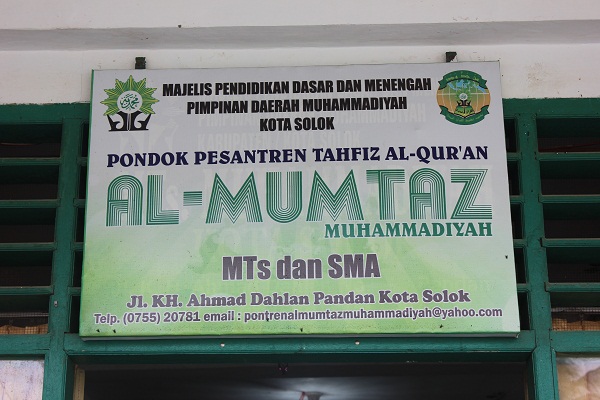 MAJELIS PENDIDIKAN DASAR DAN MENENGAH
PIMPINAN DAERAH MUHAMMADIYAH
KOTA SOLOK
PONDOK PESANTREN TAHFIZ AL-QUR'AN
AL-MUMTAZ
MUHAMMADIYAH
MTs dan SMA
Jl. KH. Ahmad Dahlan Pandan Kota Solok
Telp. (0755) 20781 email : pontrenalmumtazmuhammadiyah@yahoo.com